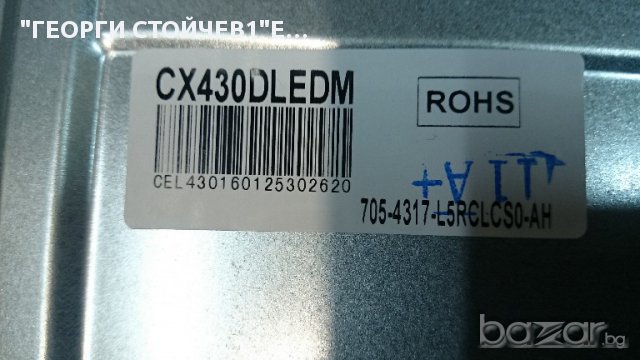 "ГЕОРГИ СТОЙЧЕВ1"Е...
CX430DLEDM
ROHS
CEL430160125302620
A+
705-4317-L5RCLCS0-AH
bazar.bg